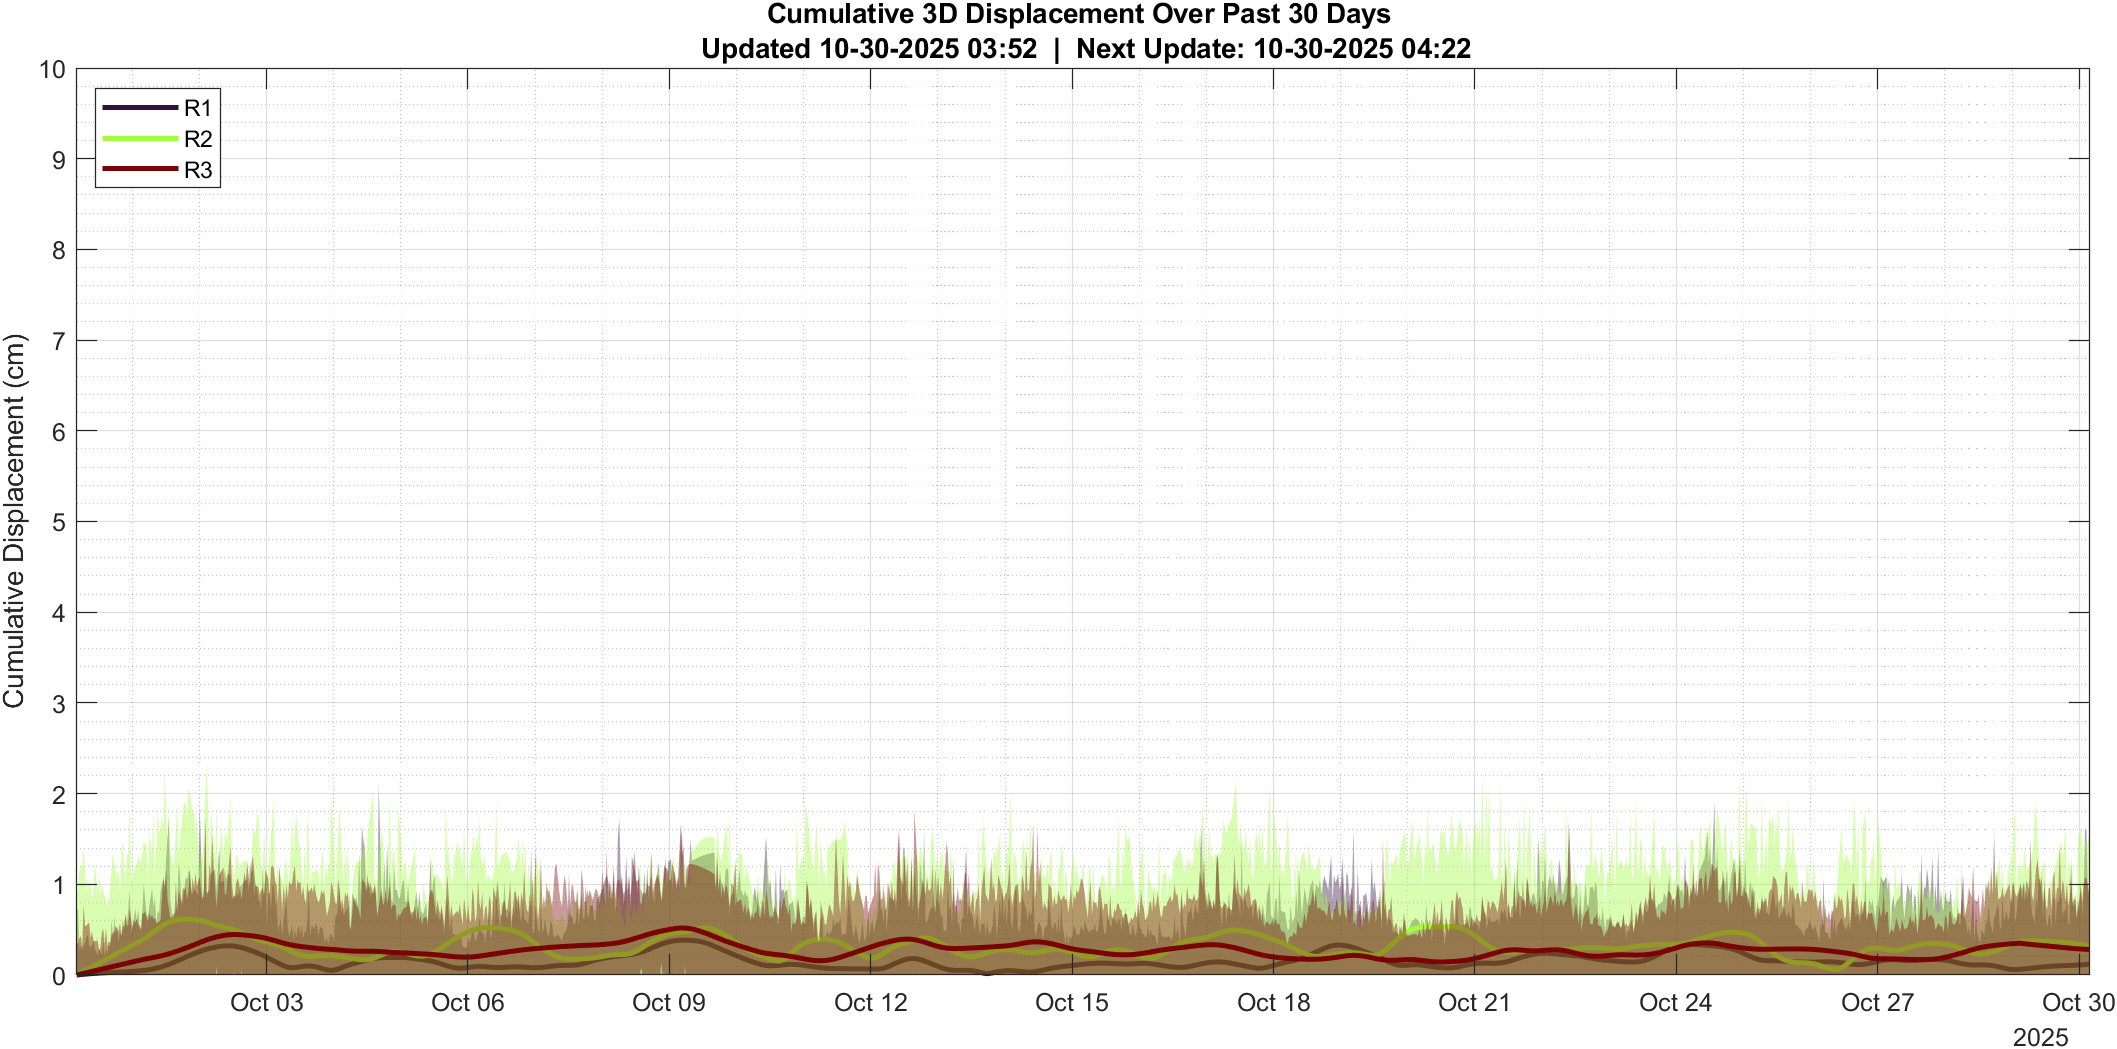 Cumulative 3D Displacement Over Past 30 Days
Updated 10-30-2025 03:52 | Next Update: 10-30-2025 04:22
10
9
8
7
6
5
4
3
2
1
0
Cumulative Displacement (cm)
R1
R2
R3
Oct 03
Oct 06
Oct 09
Oct 12
Oct 15
Oct 18
Oct 21
Oct 24
Oct 27
Oct 30
2025